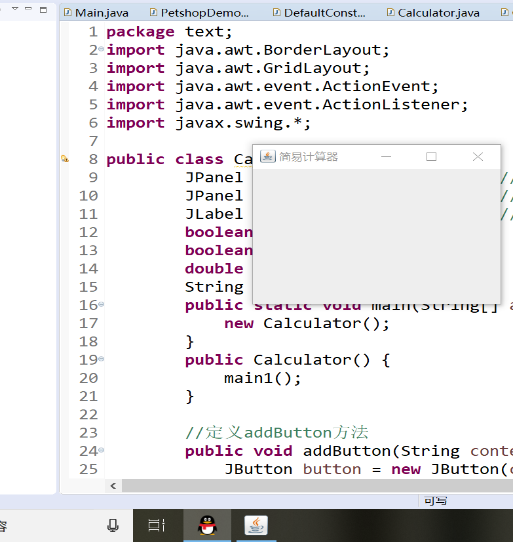 Main.java PetshopDemo... DefaultConst... Calculator.java
1 package text;
2 import java.awt.BorderLayout;
3 import java.awt.GridLayout;
4 import java.awt.event.ActionEvent;
5 import java.awt.event.ActionListener;
6 import javax.swing.*;
7
简易计算器
8 public class Ca
9 JPanel //
10 JPanel //
11 JLabel //
12 boolean
13 boolean
14 double
15 String
16 public static void main(String[] a
17 new Calculator();
18 }
19 public Calculator() {
20 main1();
21 }
22
23 //定义addButton方法
24 public void addButton(String conte
25 JButton button = new JButton(c
可写